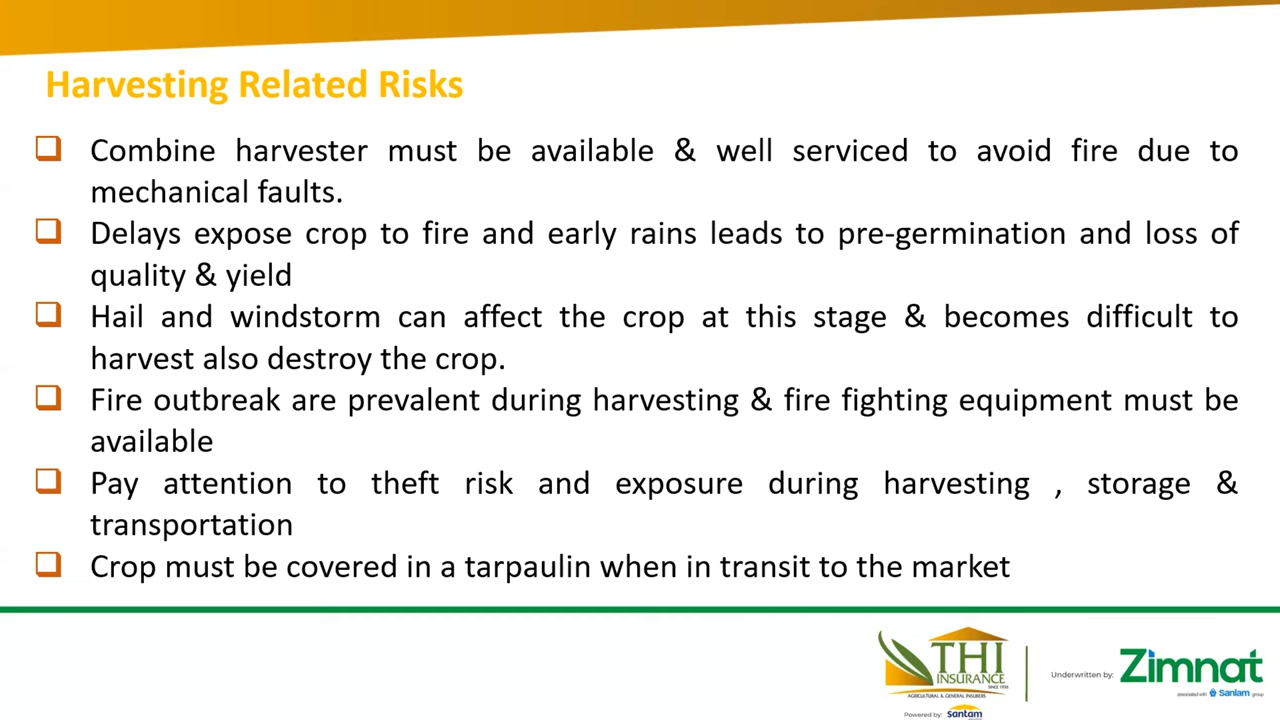 Harvesting Related Risks
Combine harvester must be available & well serviced to avoid fire due to
mechanical faults.
Delays expose crop to fire and early rains leads to pre-germination and loss of
quality & yield
Hail and windstorm can affect the crop at this stage & becomes difficult to
harvest also destroy the crop.
Fire outbreak are prevalent during harvesting & fire fighting equipment must be
available
Pay attention to theft risk and exposure during harvesting , storage &
transportation
Crop must be covered in a tarpaulin when in transit to the market
THI
INSURANCE
SINCE 1936
AGRICULTURAL & GENERAL INSURERS
Powered by: Santam
Underwritten by: Zimnat
associated with Sanlam group